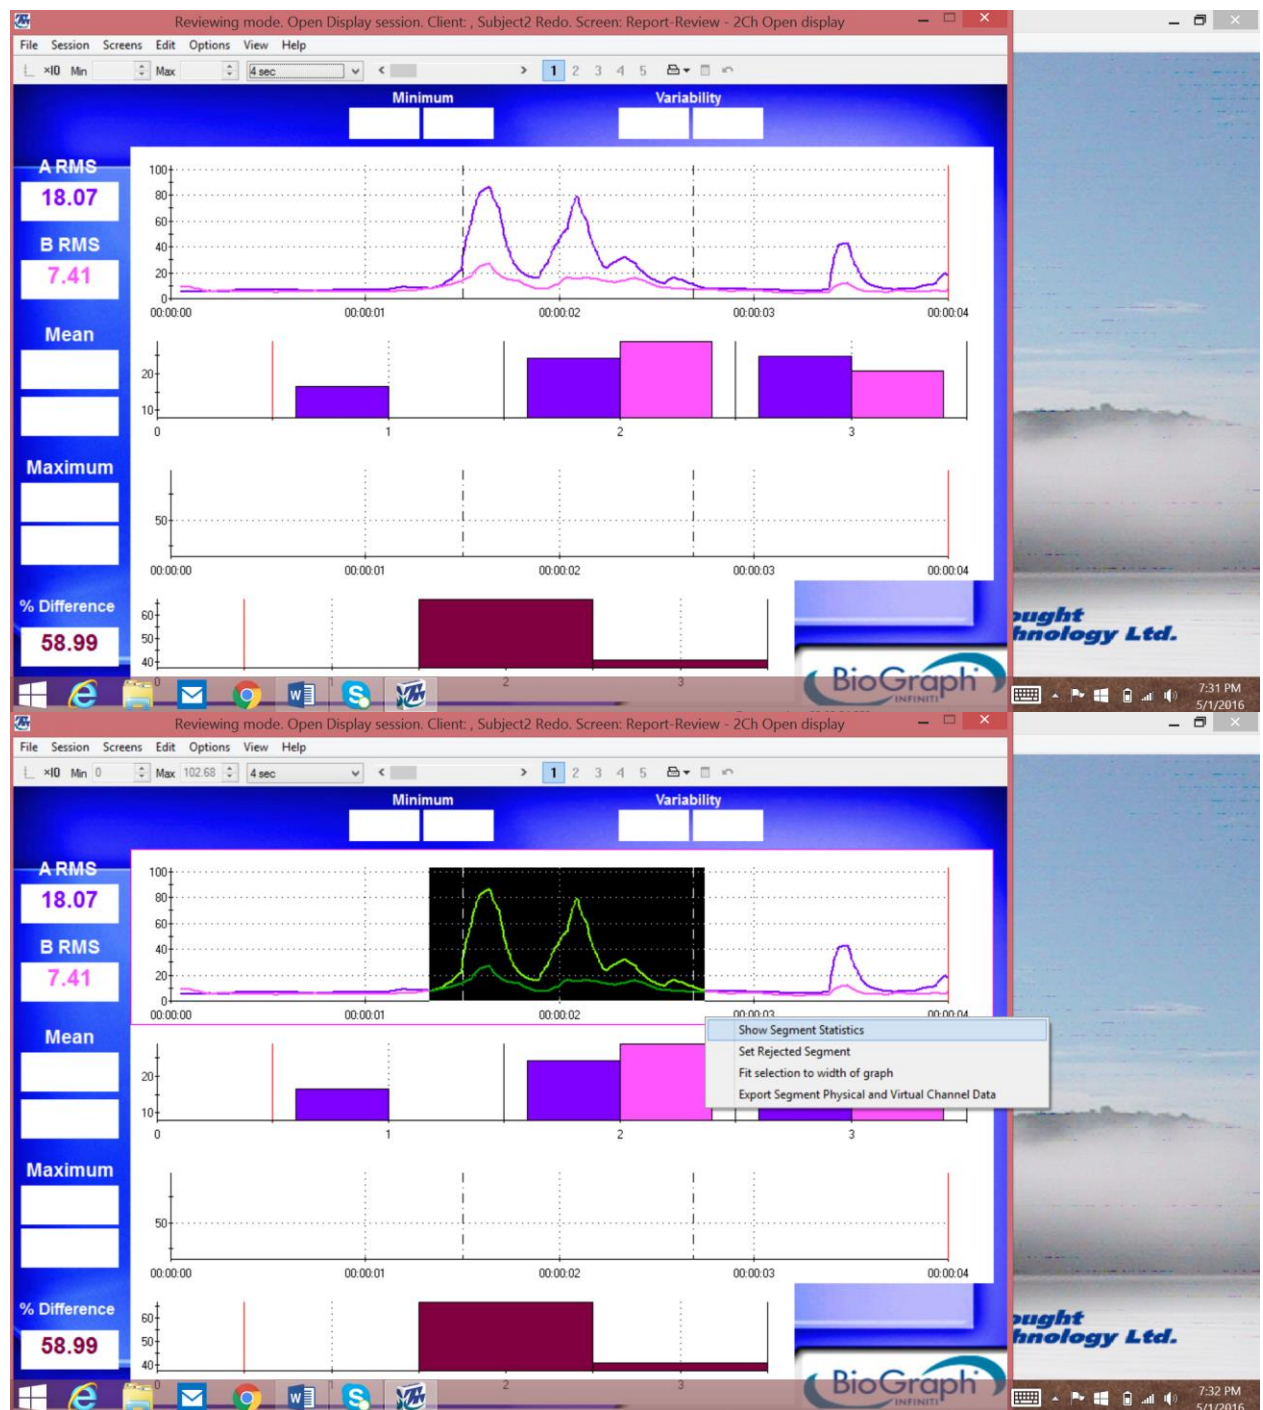 Reviewing mode. Open Display session. Client: , Subject2 Redo. Screen: Report-Review - 2Ch Open display
File Session Screens Edit Options View Help
×10 Min Max 4 sec < > 1 2 3 4 5
Minimum Variability
A RMS
18.07
B RMS
7.41
Mean
Maximum
% Difference
58.99
100
80
60
40
20
0
00:00:00 00:00:01 00:00:02 00:00:03 00:00:04
20
10
0 1 2 3
50
00:00:00 00:00:01 00:00:02 00:00:03 00:00:04
60
50
40
0 2 3
BioGraph
INFINITI
ought
hnology Ltd.
7:31 PM
5/1/2016
Reviewing mode. Open Display session. Client: , Subject2 Redo. Screen: Report-Review - 2Ch Open display
File Session Screens Edit Options View Help
×10 Min 0 Max 102.68 4 sec < > 1 2 3 4 5
Minimum Variability
A RMS
18.07
B RMS
7.41
Mean
Maximum
% Difference
58.99
100
80
60
40
20
0
00:00:00 00:00:01 00:00:02 00:00:03 00:00:04
Show Segment Statistics
Set Rejected Segment
Fit selection to width of graph
Export Segment Physical and Virtual Channel Data
20
10
0 1 2 3
50
00:00:00 00:00:01 00:00:02 00:00:03 00:00:04
60
50
40
0 1 2 3
BioGraph
INFINITI
ought
hnology Ltd.
7:32 PM
5/1/2016